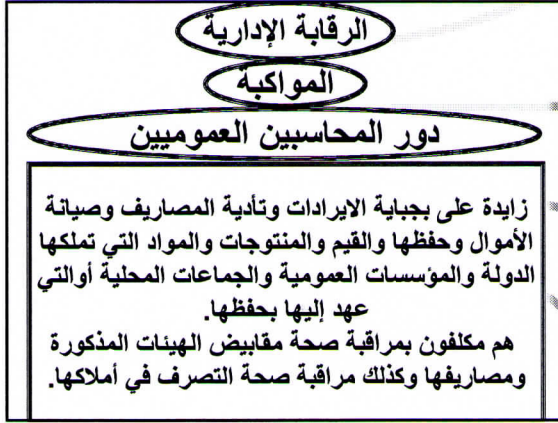 الرقابة الإدارية
المواكبة
دور المحاسبين العموميين
زايدة على بجباية الايرادات وتأدية المصاريف وصيانة
الأموال وحفظها والقيم والمنتوجات والمواد التي تملكها
الدولة والمؤسسات العمومية والجماعات المحلية أوالتي
عهد إليها بحفظها.
هم مكلفون بمراقبة صحة مقابيض الهيئات المذكورة
ومصاريفها وكذلك مراقبة صحة التصرف في أملاكها.